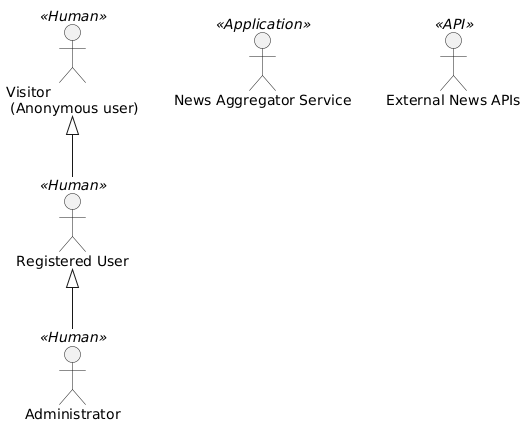 «Human»
«Application»
«API»
Visitor
(Anonymous user)
News Aggregator Service
External News APIs
«Human»
Registered User
«Human»
Administrator